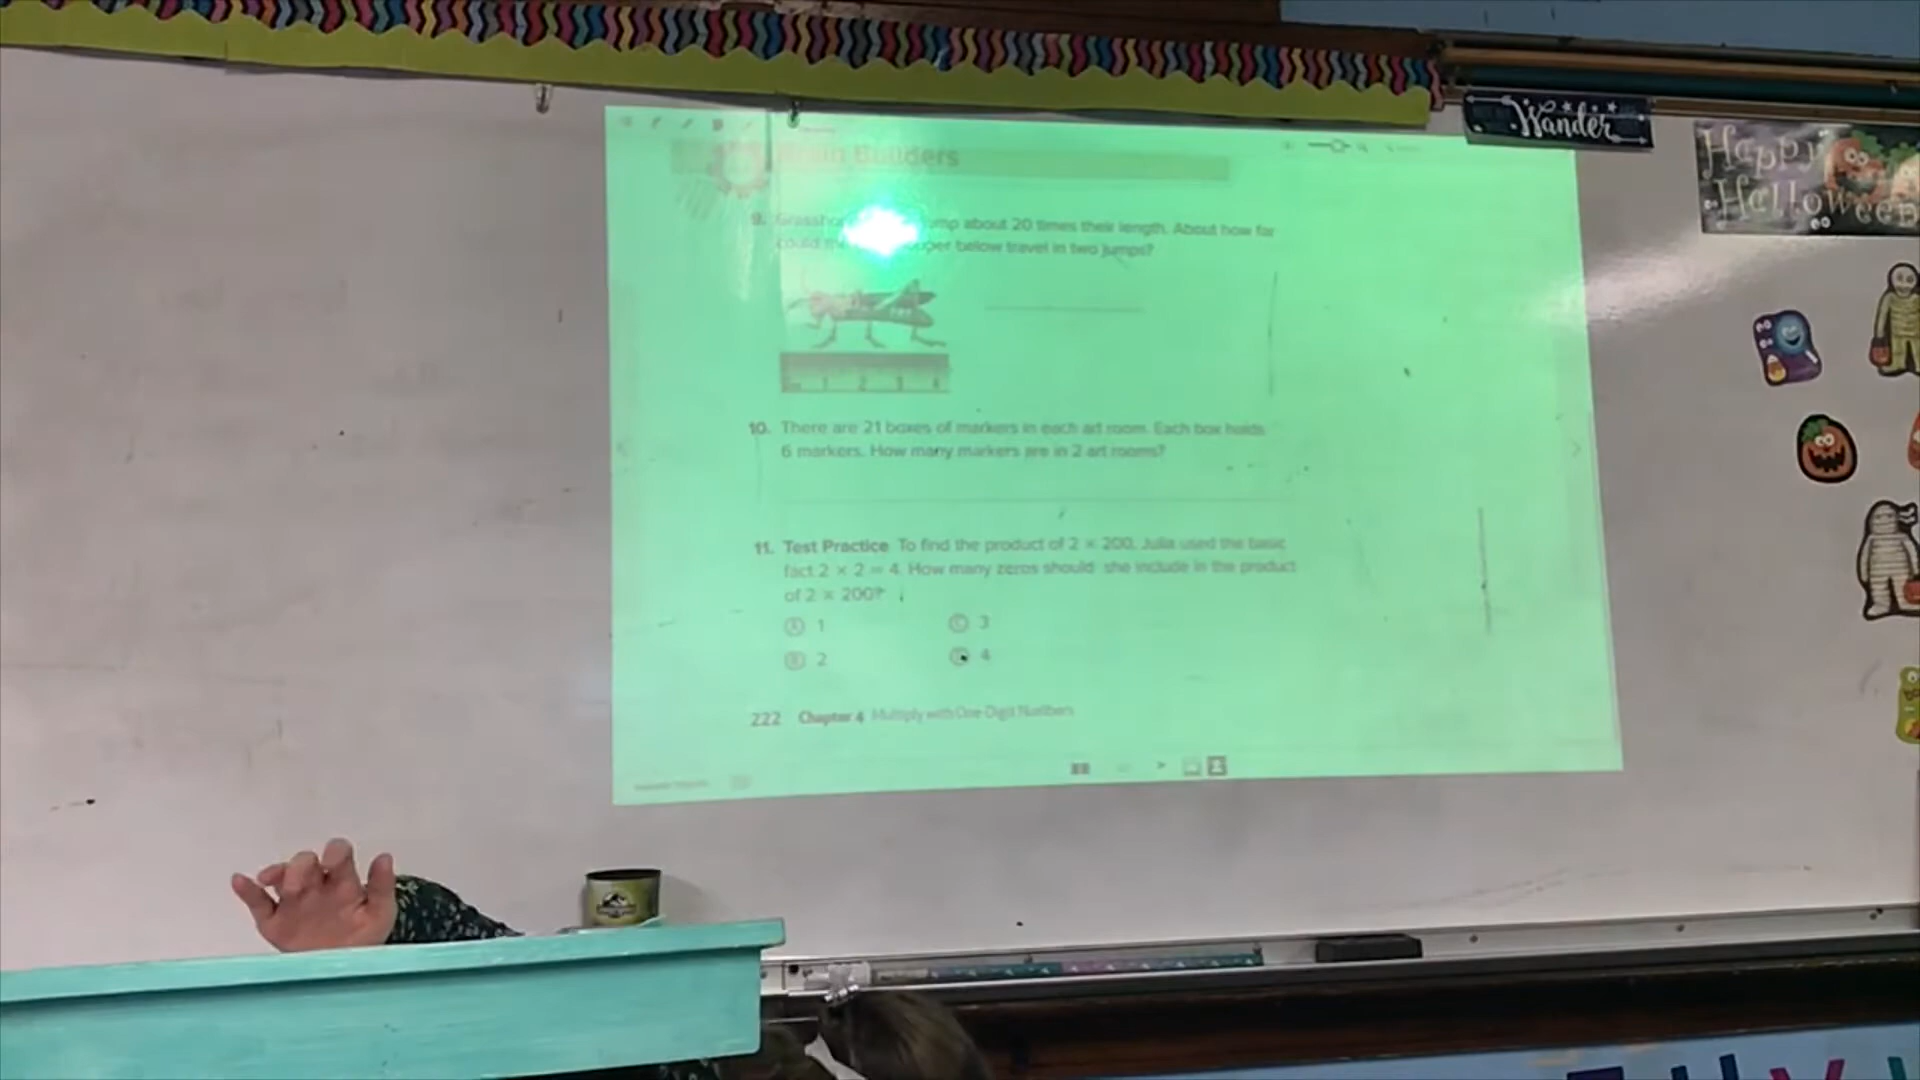 Wander
Happy
Halloween
Brain Builders
9. jump about 20 times their length. About how far
below travel in two jumps?
1 2 3 4
10. There are 21 boxes of markers in each art room. Each box holds
6 markers. How many markers are in 2 art rooms?
11. Test Practice To find the product of 2 × 200, Julia used the basic
fact 2 × 2 = 4. How many zeros should she include in the product
of 2 × 200?
A 1
C 3
B 2
4
222 Chapter 4 Multiply with One-Digit Numbers